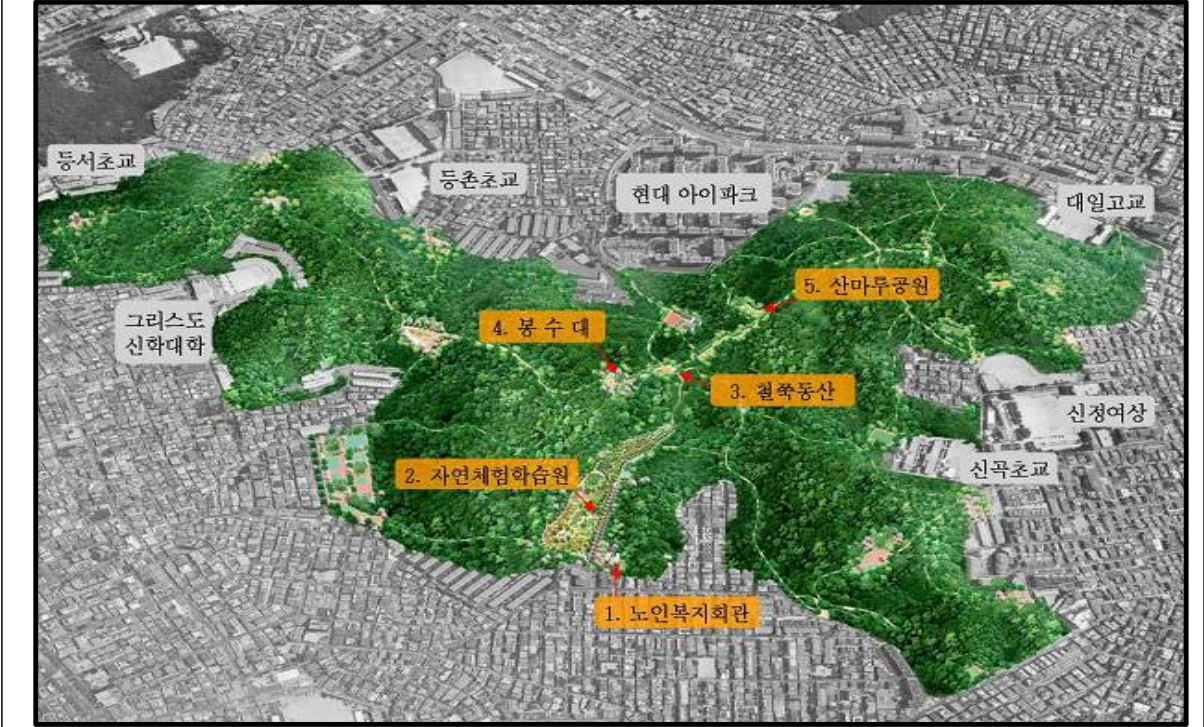 등서초교
등촌초교
현대 아이파크
대일고교
5. 산마루공원
그리스도
신학대학
4. 봉 수 대
3. 철쭉동산
신정여상
2. 자연체험학습원
신곡초교
1. 노인복지회관